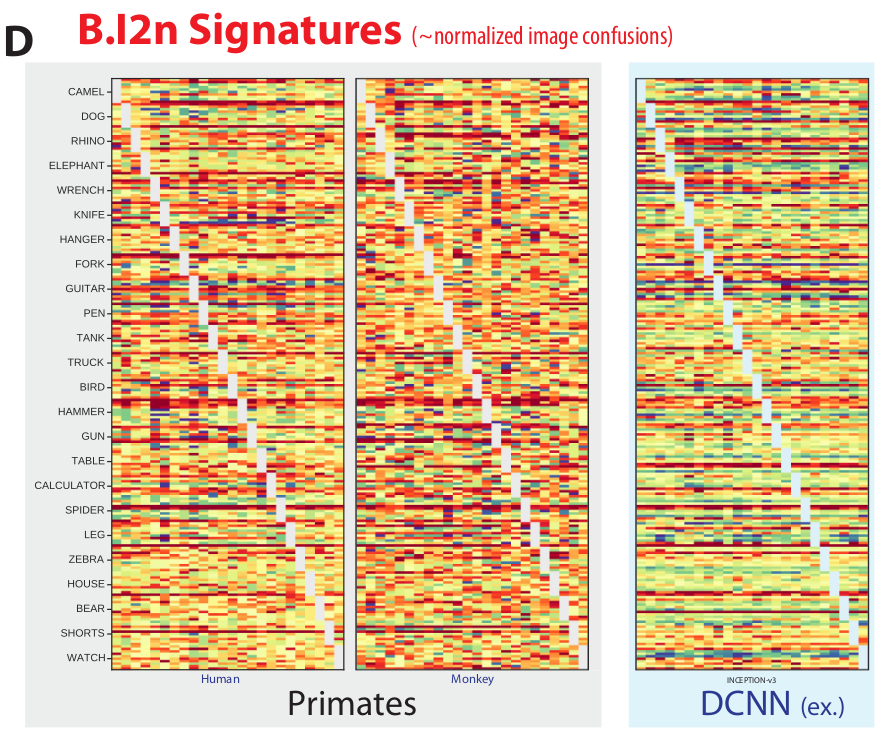 D
B.I2n Signatures (~normalized image confusions)
CAMEL
DOG
RHINO
ELEPHANT
WRENCH
KNIFE
HANGER
FORK
GUITAR
PEN
TANK
TRUCK
BIRD
HAMMER
GUN
TABLE
CALCULATOR
SPIDER
LEG
ZEBRA
HOUSE
BEAR
SHORTS
WATCH
Human
Monkey
INCEPTION-v3
Primates
DCNN (ex.)